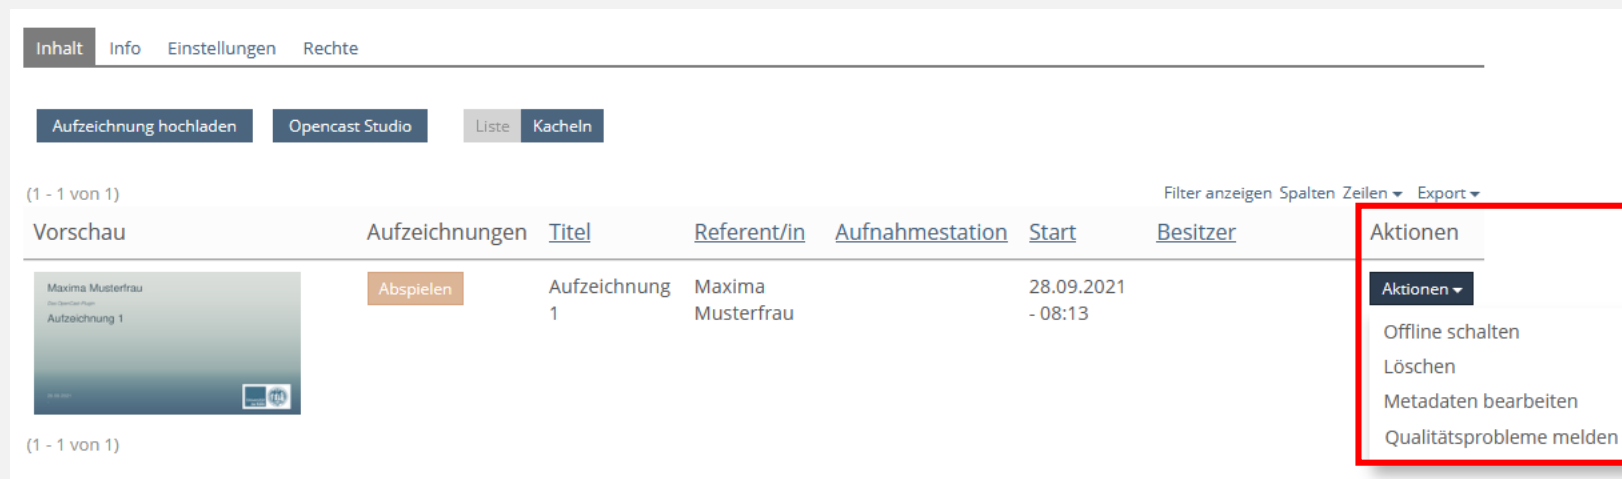 Inhalt Info Einstellungen Rechte
Aufzeichnung hochladen Opencast Studio Liste Kacheln
(1 - 1 von 1) Filter anzeigen Spalten Zeilen Export
Vorschau Aufzeichnungen Titel Referent/in Aufnahmestation Start Besitzer Aktionen
Maxima Musterfrau
Aufzeichnung 1
Abspielen
Aufzeichnung
1
Maxima
Musterfrau
28.09.2021
- 08:13
Aktionen
Offline schalten
Löschen
Metadaten bearbeiten
Qualitätsprobleme melden
(1 - 1 von 1)